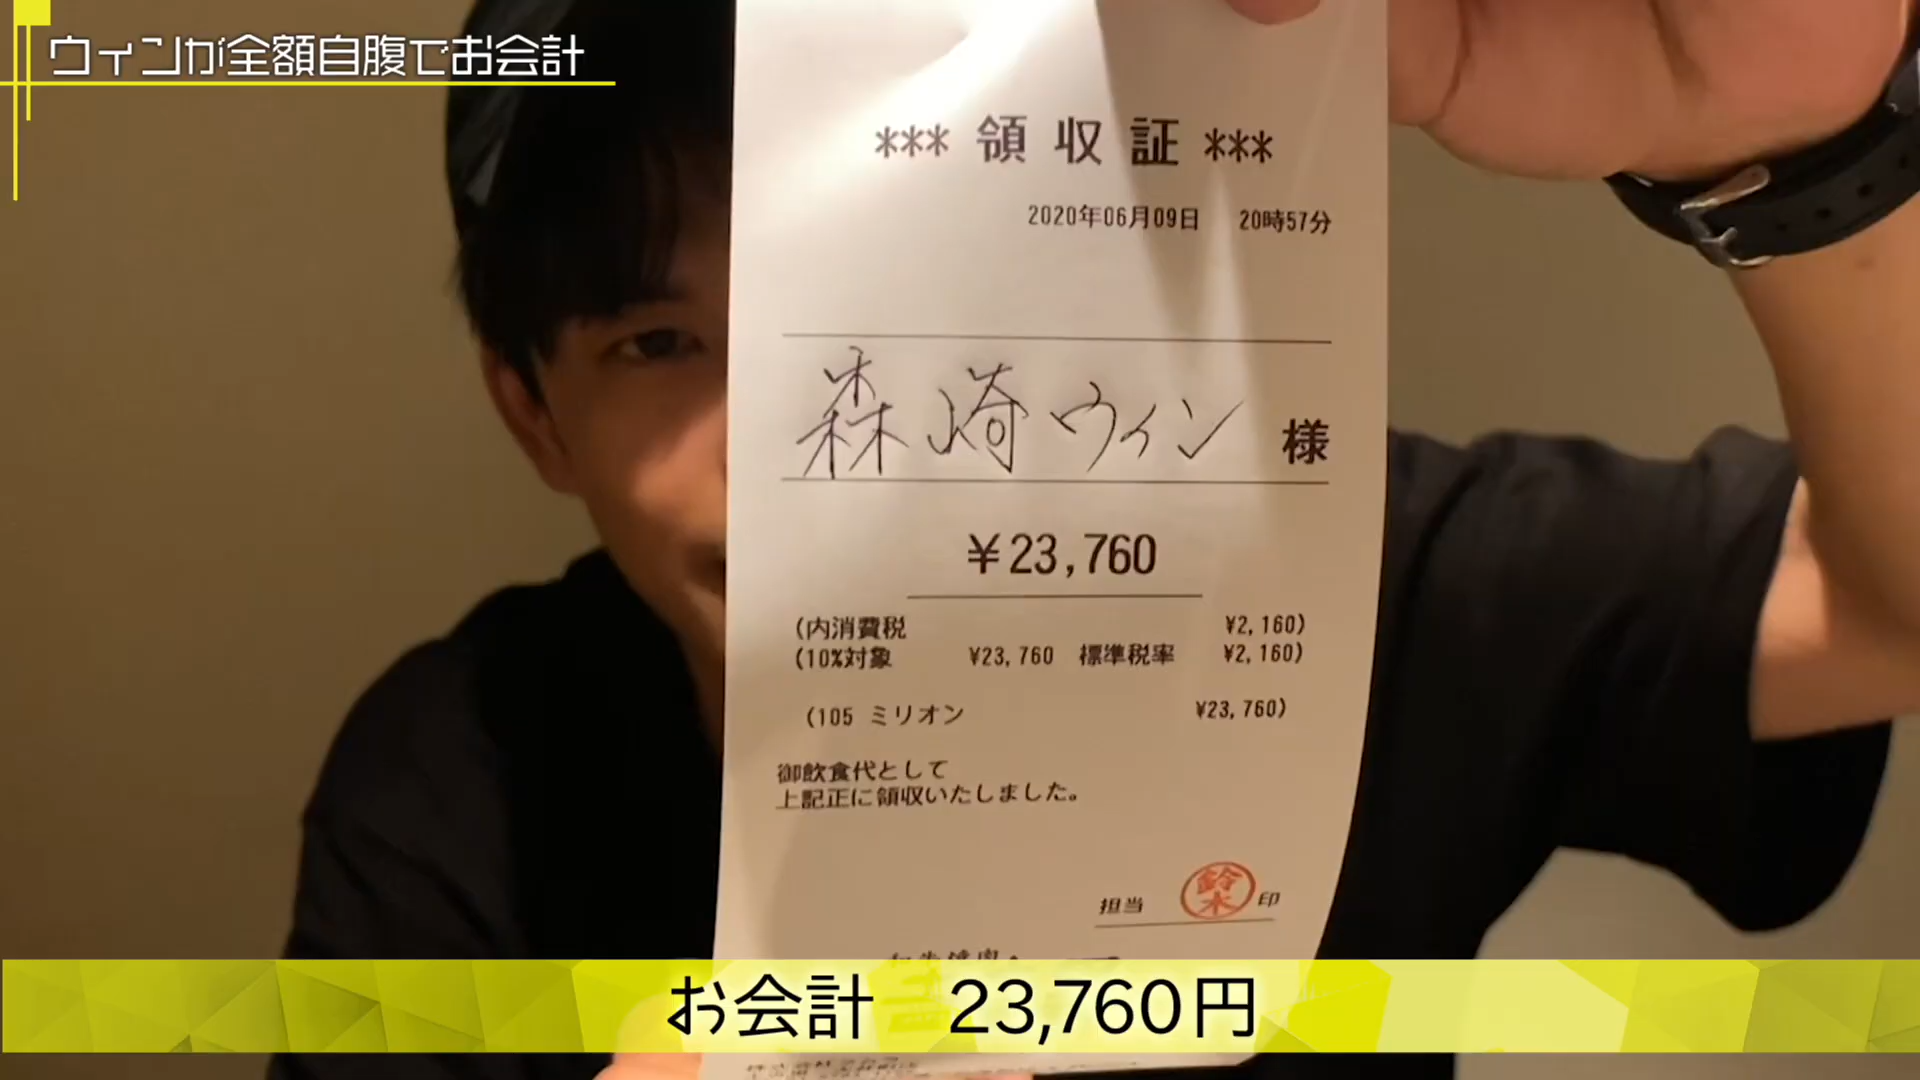 ウィンが全額自腹でお会計
*** 領収証 ***
2020年06月09日 20時57分
森崎ウィン 様
¥23,760
(内消費税 ¥2,160)
(10%対象 ¥23,760 標準税率 ¥2,160)
(105 ミリオン ¥23,760)
御飲食代として
上記正に領収いたしました。
担当 鈴木 印
お会計 23,760円